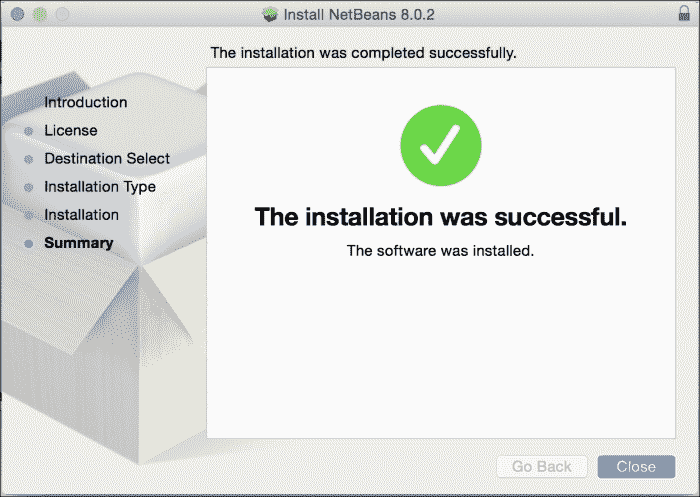 Install NetBeans 8.0.2
The installation was completed successfully.
Introduction
License
Destination Select
Installation Type
Installation
Summary
The installation was successful.
The software was installed.
Go Back
Close